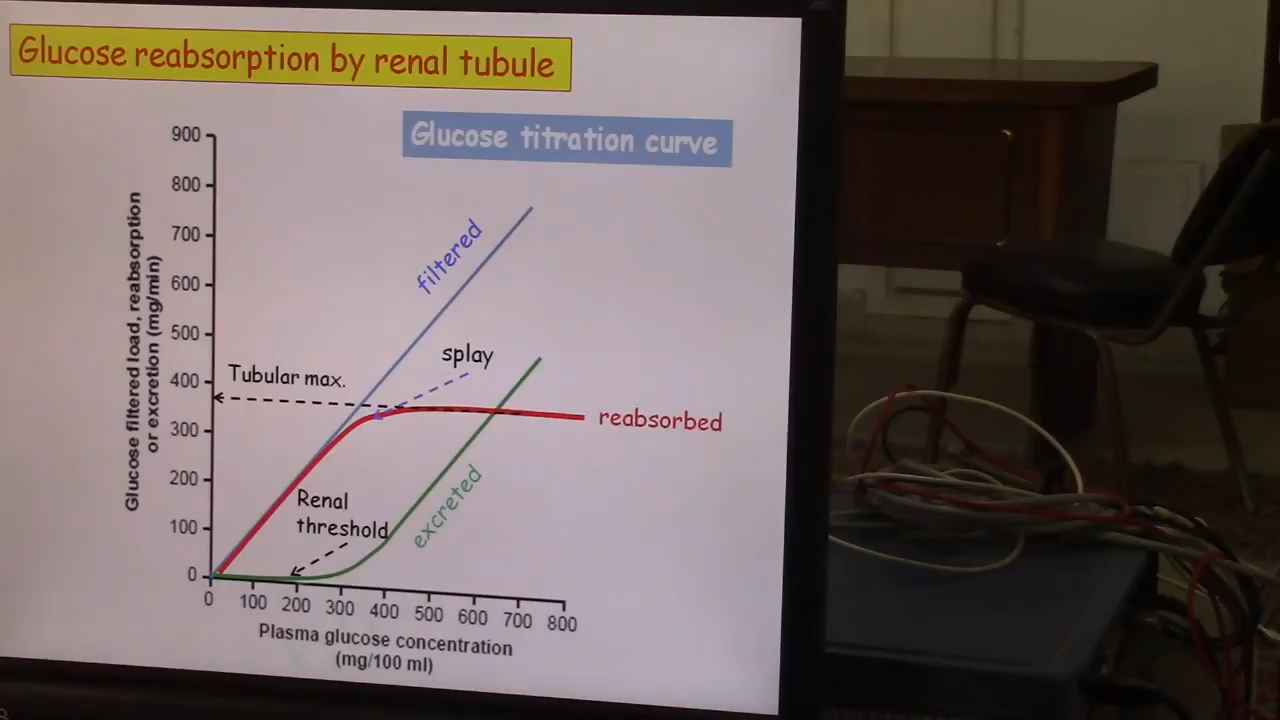 Glucose reabsorption by renal tubule
Glucose titration curve
Glucose filtered load, reabsorption
or excretion (mg/min)
900
800
700
600
500
400
300
200
100
0
filtered
splay
Tubular max.
reabsorbed
Renal
threshold
excreted
0 100 200 300 400 500 600 700 800
Plasma glucose concentration
(mg/100 ml)